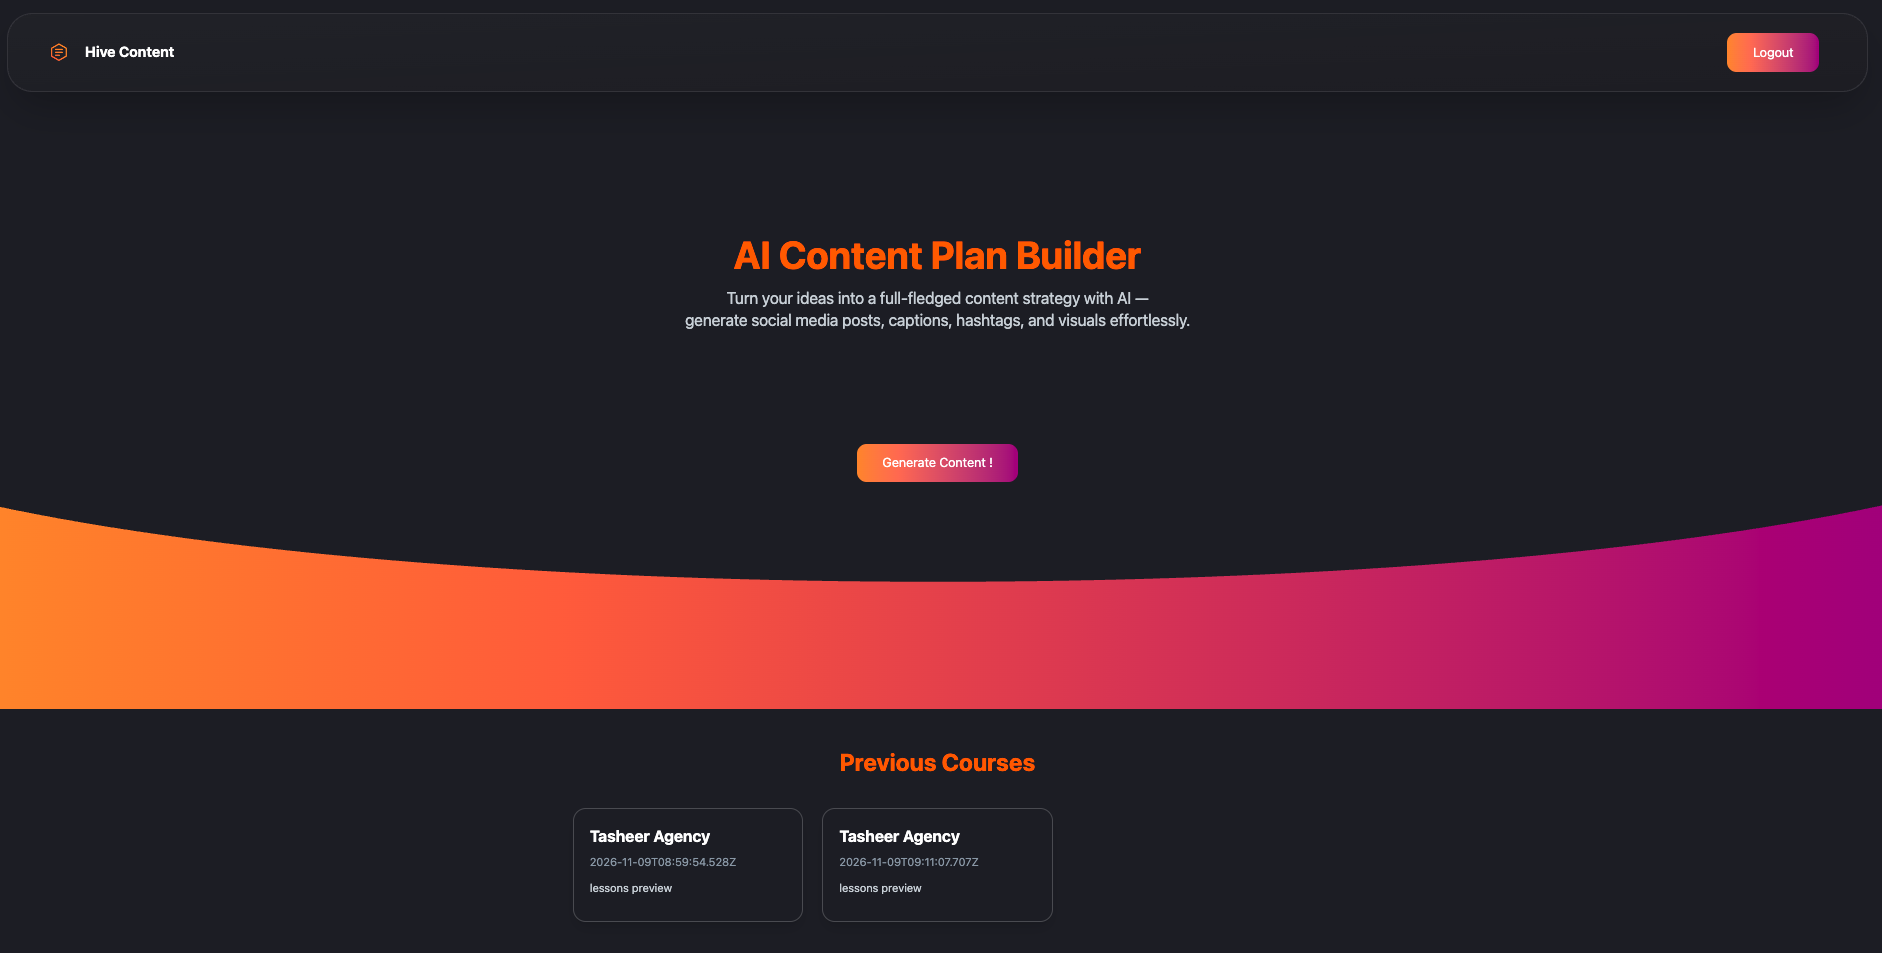 Hive Content
Logout
AI Content Plan Builder
Turn your ideas into a full-fledged content strategy with AI —
generate social media posts, captions, hashtags, and visuals effortlessly.
Generate Content !
Previous Courses
Tasheer Agency
2026-11-09T08:59:54.528Z
lessons preview
Tasheer Agency
2026-11-09T09:11:07.707Z
lessons preview